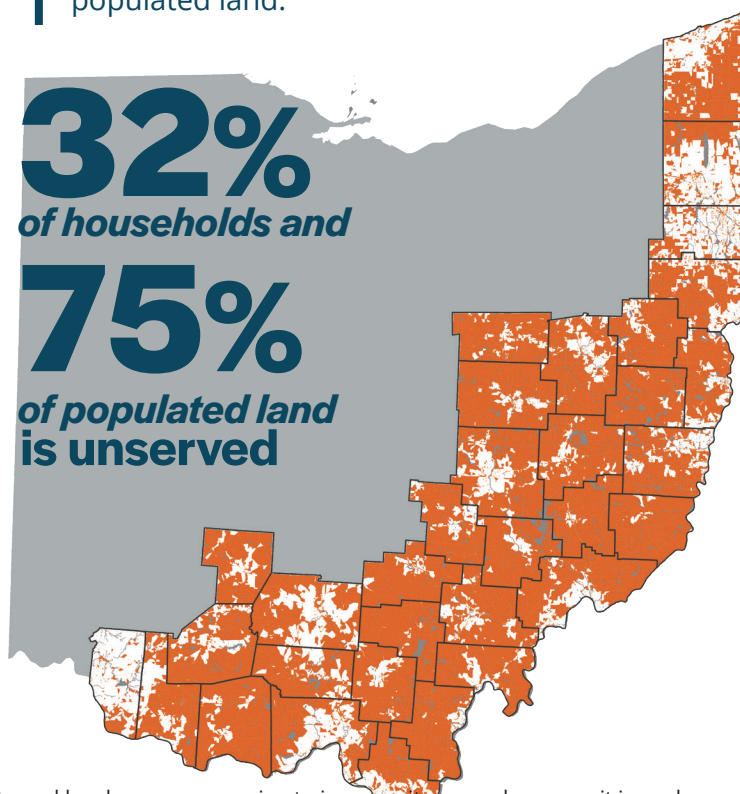 populated land.
32%
of households and
75%
of populated land
is unserved